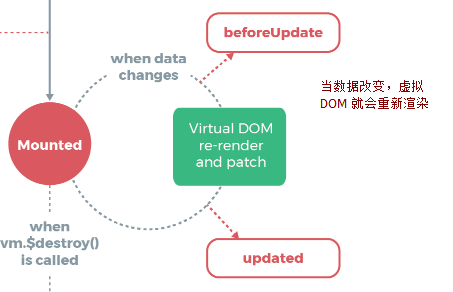 beforeUpdate
when data
changes
当数据改变，虚拟
DOM 就会重新渲染
Virtual DOM
re-render
and patch
Mounted
when
vm.$destroy()
is called
updated